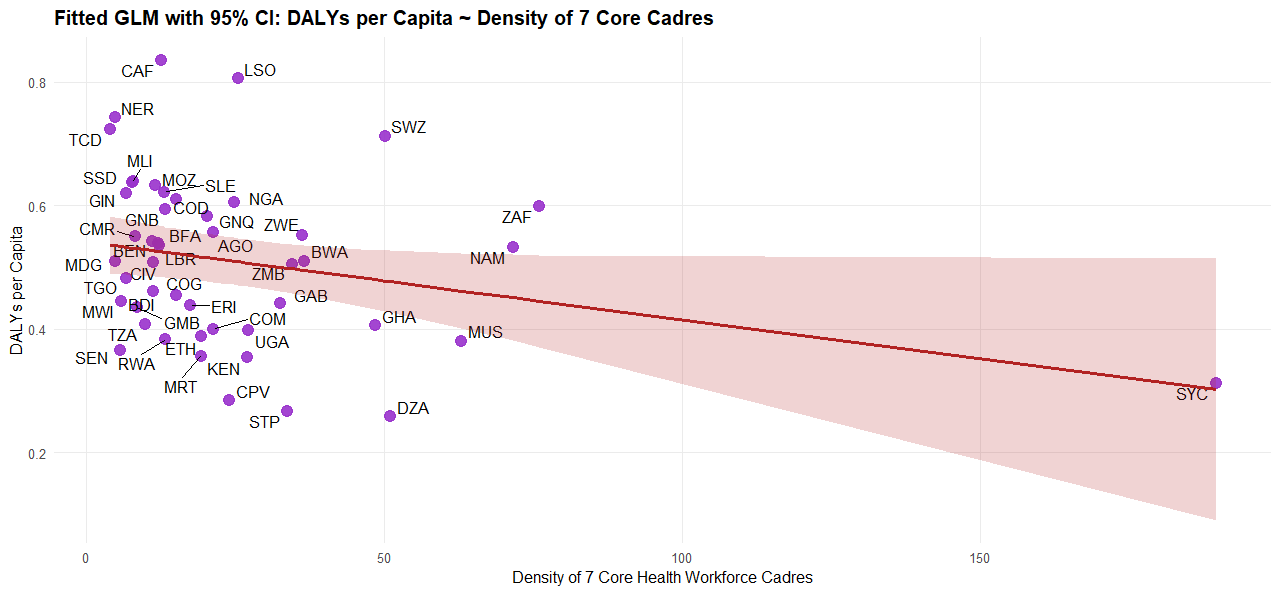 Fitted GLM with 95% CI: DALYs per Capita ~ Density of 7 Core Cadres
DALYs per Capita
0.8
0.6
0.4
0.2
CAF
LSO
NER
TCD
SWZ
MLI
SSD
MOZ
SLE
GIN
NGA
COD
GNB
GNQ
ZWE
ZAF
CMR
BFA
AGO
BEN
LBR
BWA
NAM
MDG
CIV
ZMB
TGO
COG
GAB
MWI
BDI
ERI
GMB
COM
GHA
MUS
TZA
ETH
UGA
SEN
RWA
KEN
MRT
CPV
STP
DZA
SYC
0
50
100
150
Density of 7 Core Health Workforce Cadres